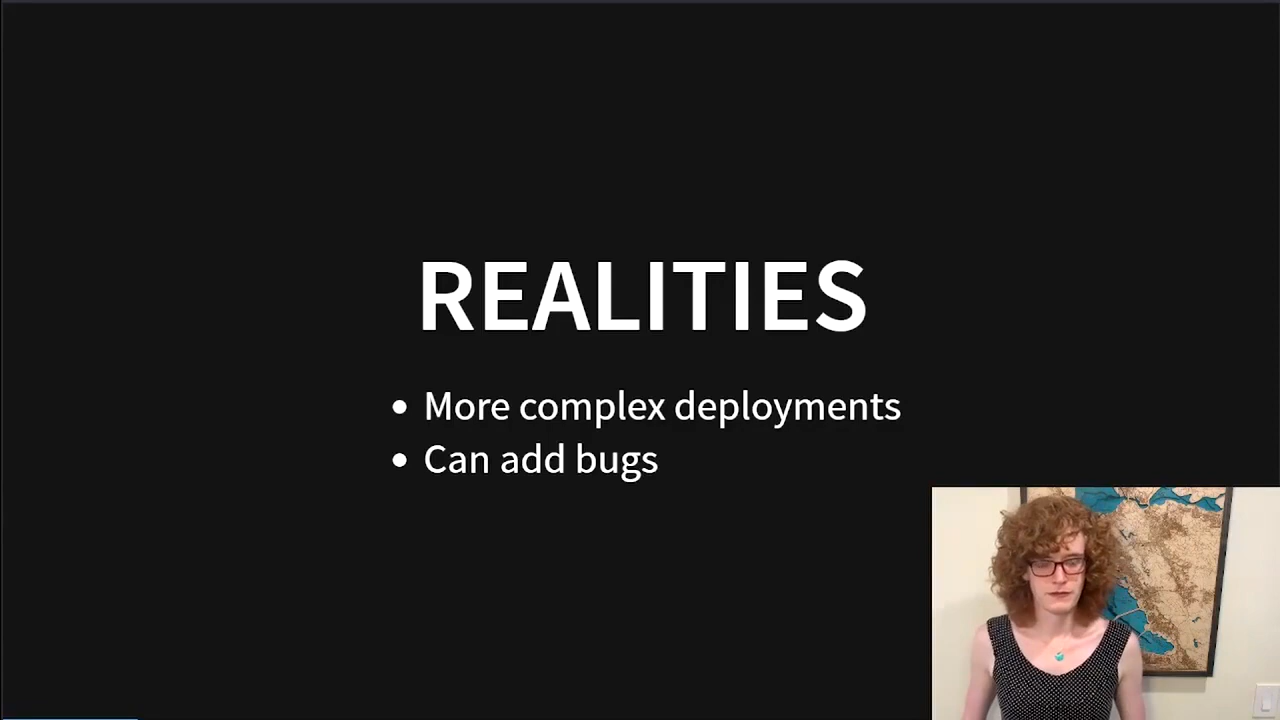 REALITIES
• More complex deployments
• Can add bugs